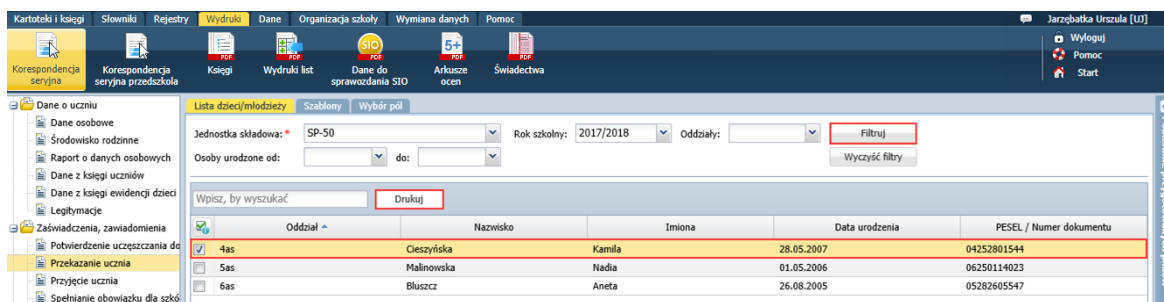 Kartoteki i księgi Słowniki Rejestry Wydruki Dane Organizacja szkoły Wymiana danych Pomoc Jarzębatka Urszula [UJ]
Korespondencja seryjna
Korespondencja seryjna przedszkola
PDF Księgi
PDF Wydruki list
SIO PDF Dane do sprawozdania SIO
5+ PDF Arkusze ocen
PDF Świadectwa
Wyloguj
Pomoc
Start
Dane o uczniu
Dane osobowe
Środowisko rodzinne
Raport o danych osobowych
Dane z księgi uczniów
Dane z księgi ewidencji dzieci
Legitymacje
Zaświadczenia, zawiadomienia
Potwierdzenie uczęszczania do
Przekazanie ucznia
Przyjęcie ucznia
Spełnianie obowiązku dla szkó
Lista dzieci/młodzieży Szablony Wybór pól
Jednostka składowa:* SP-50 Rok szkolny: 2017/2018 Oddziały: Filtruj
Osoby urodzone od: do: Wyczyść filtry
Wpisz, by wyszukać Drukuj
Oddział Nazwisko Imiona Data urodzenia PESEL / Numer dokumentu
4as Cieszyńska Kamila 28.05.2007 04252801544
5as Malinowska Nadia 01.05.2006 06250114023
6as Bluszcz Aneta 26.08.2005 05282605547